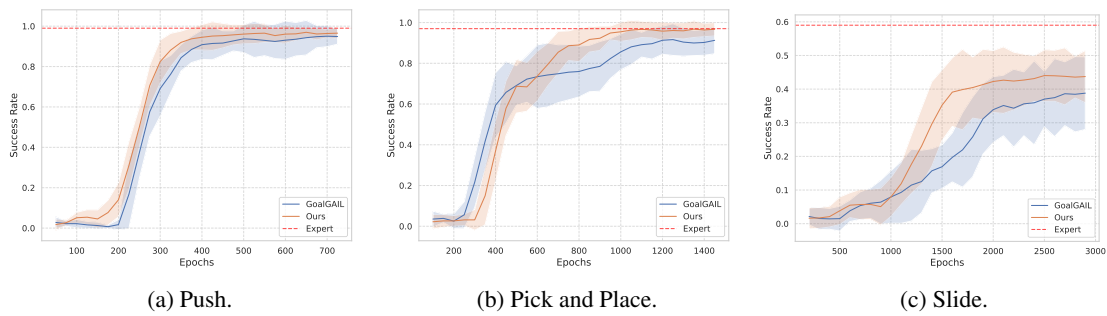 1.0
0.8
0.6
0.4
0.2
0.0
Success Rate
100 200 300 400 500 600 700
Epochs
GoalGAIL
Ours
Expert
(a) Push.
1.0
0.8
0.6
0.4
0.2
0.0
Success Rate
200 400 600 800 1000 1200 1400
Epochs
GoalGAIL
Ours
Expert
(b) Pick and Place.
0.6
0.5
0.4
0.3
0.2
0.1
0.0
Success Rate
500 1000 1500 2000 2500 3000
Epochs
GoalGAIL
Ours
Expert
(c) Slide.